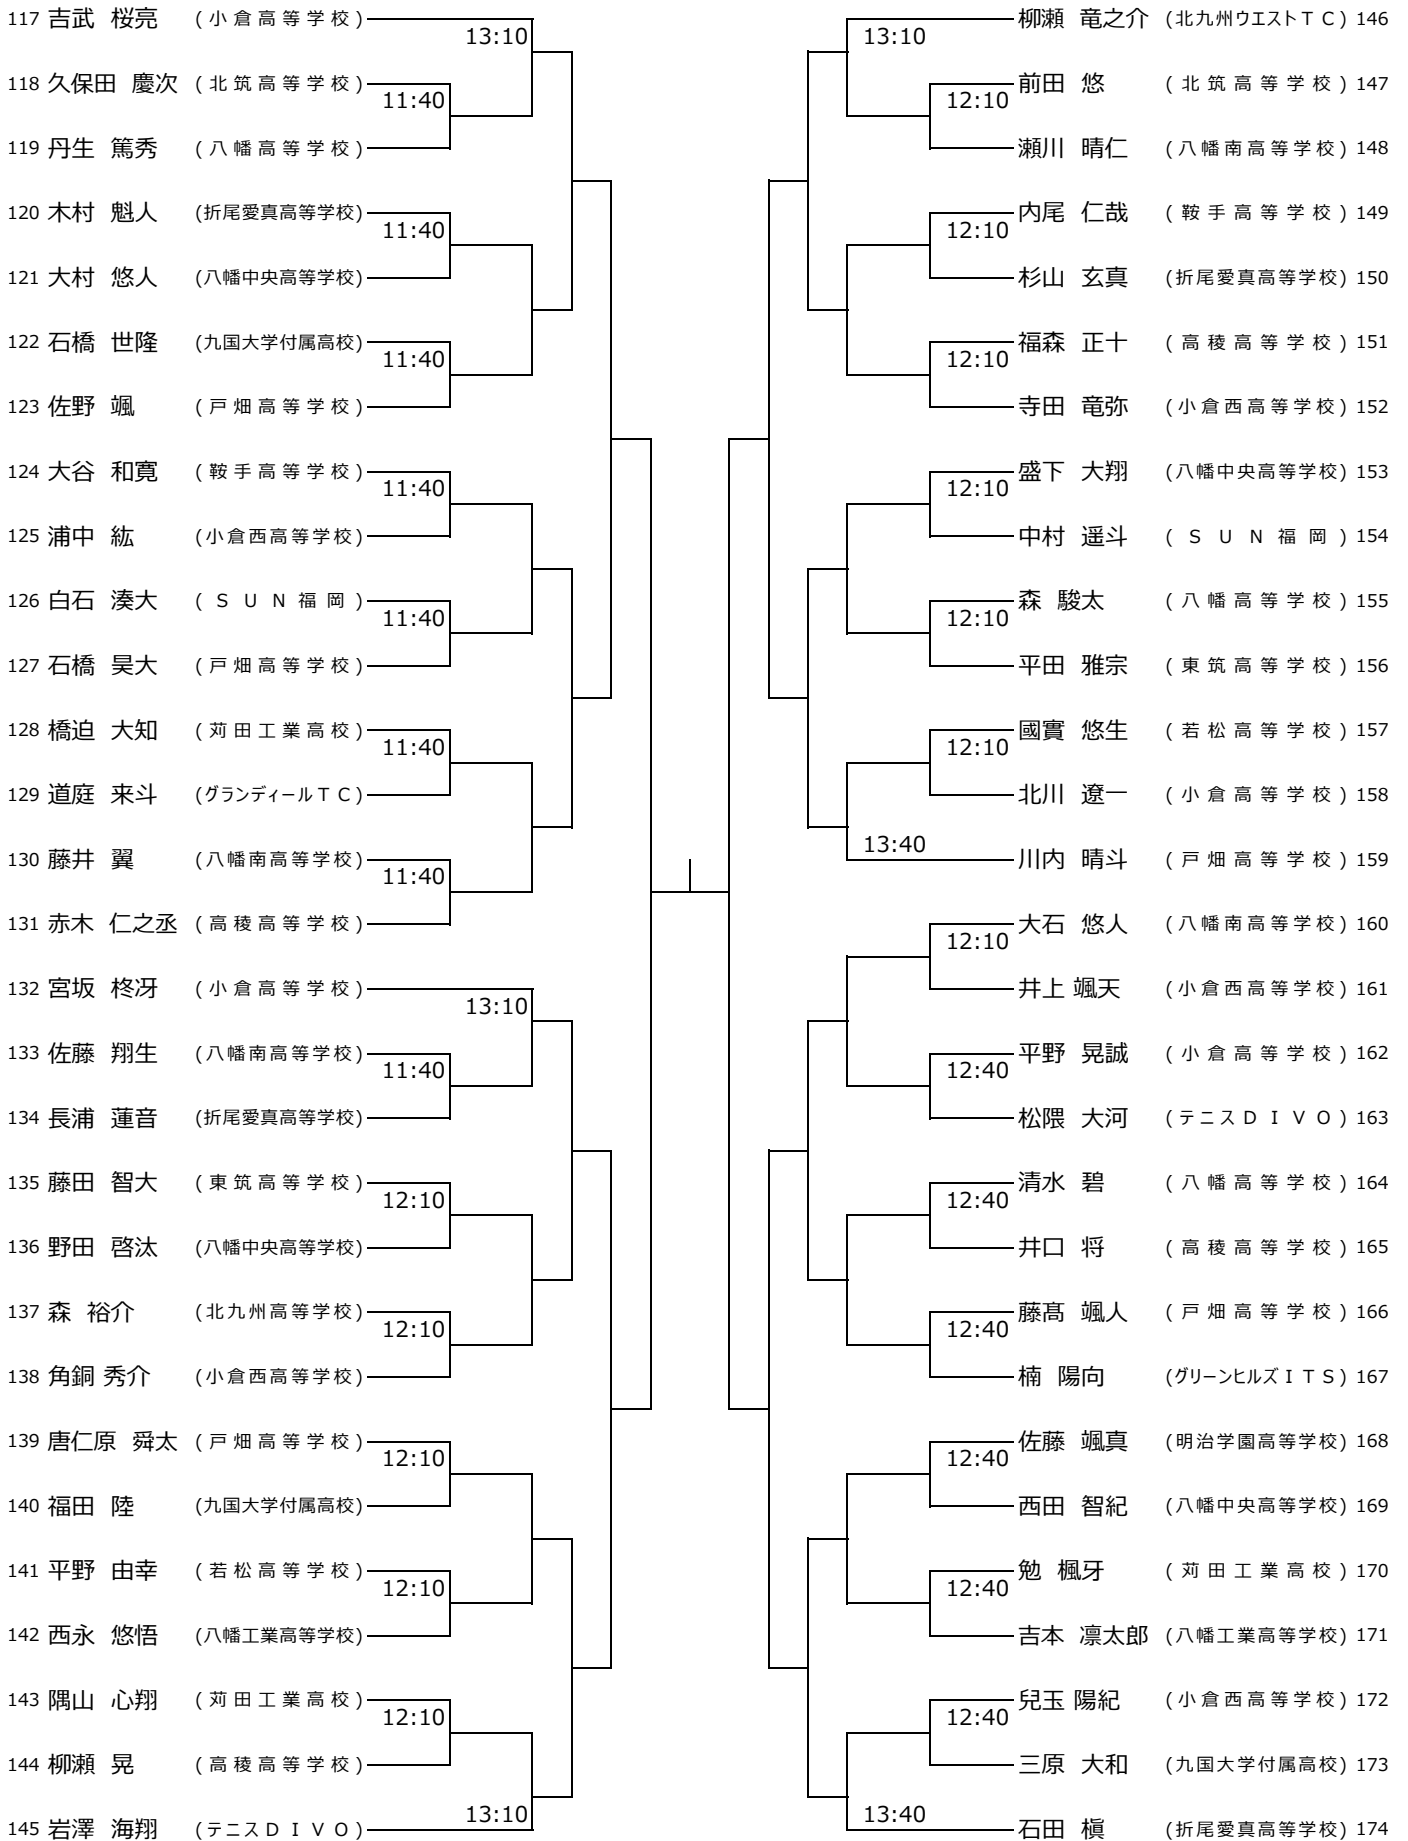 117 吉武 桜亮 (小倉高等学校)
13:10
118 久保田 慶次 (北筑高等学校)
11:40
119 丹生 篤秀 (八幡高等学校)
120 木村 魁人 (折尾愛真高等学校)
11:40
121 大村 悠人 (八幡中央高等学校)
122 石橋 世隆 (九国大学付属高校)
11:40
123 佐野 颯 (戸畑高等学校)
124 大谷 和寛 (鞍手高等学校)
11:40
125 浦中 紘 (小倉西高等学校)
126 白石 湊大 (ＳＵＮ福岡)
11:40
127 石橋 昊大 (戸畑高等学校)
128 橋迫 大知 (苅田工業高校)
11:40
129 道庭 来斗 (グランディールＴＣ)
130 藤井 翼 (八幡南高等学校)
11:40
131 赤木 仁之丞 (高稜高等学校)
132 宮坂 柊冴 (小倉高等学校)
13:10
133 佐藤 翔生 (八幡南高等学校)
11:40
134 長浦 蓮音 (折尾愛真高等学校)
135 藤田 智大 (東筑高等学校)
12:10
136 野田 啓汰 (八幡中央高等学校)
137 森 裕介 (北九州高等学校)
12:10
138 角銅 秀介 (小倉西高等学校)
139 唐仁原 舜太 (戸畑高等学校)
12:10
140 福田 陸 (九国大学付属高校)
141 平野 由幸 (若松高等学校)
12:10
142 西永 悠悟 (八幡工業高等学校)
143 隅山 心翔 (苅田工業高校)
12:10
144 柳瀬 晃 (高稜高等学校)
13:10
145 岩澤 海翔 (テニスＤＩＶＯ)
柳瀬 竜之介 (北九州ウエストＴＣ) 146
13:10
前田 悠 (北筑高等学校) 147
12:10
瀬川 晴仁 (八幡南高等学校) 148
内尾 仁哉 (鞍手高等学校) 149
12:10
杉山 玄真 (折尾愛真高等学校) 150
福森 正十 (高稜高等学校) 151
12:10
寺田 竜弥 (小倉西高等学校) 152
盛下 大翔 (八幡中央高等学校) 153
12:10
中村 遥斗 (ＳＵＮ福岡) 154
森 駿太 (八幡高等学校) 155
12:10
平田 雅宗 (東筑高等学校) 156
國實 悠生 (若松高等学校) 157
12:10
北川 遼一 (小倉高等学校) 158
13:40
川内 晴斗 (戸畑高等学校) 159
大石 悠人 (八幡南高等学校) 160
12:10
井上 颯天 (小倉西高等学校) 161
平野 晃誠 (小倉高等学校) 162
12:40
松隈 大河 (テニスＤＩＶＯ) 163
清水 碧 (八幡高等学校) 164
12:40
井口 将 (高稜高等学校) 165
藤髙 颯人 (戸畑高等学校) 166
12:40
楠 陽向 (グリーンヒルズＩＴＳ) 167
佐藤 颯真 (明治学園高等学校) 168
12:40
西田 智紀 (八幡中央高等学校) 169
勉 楓牙 (苅田工業高校) 170
12:40
吉本 凛太郎 (八幡工業高等学校) 171
兒玉 陽紀 (小倉西高等学校) 172
12:40
三原 大和 (九国大学付属高校) 173
13:40
石田 槇 (折尾愛真高等学校) 174